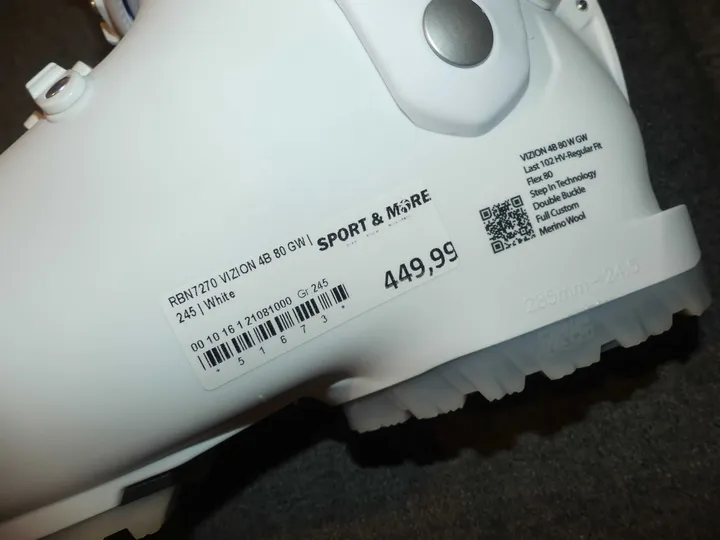 VIZION 4B 80 W GW
Last 102 HV-Regular Fit
Flex 80
Step In Technology
Double Buckle
Full Custom
Merino Wool
RBN7270 VIZION 4B 80 GW |
245 | White
SPORT & MORE
00 10 16 1 21081000 Gr 245
* 5 1 6 7 3 *
449,99
285mm - 24.5